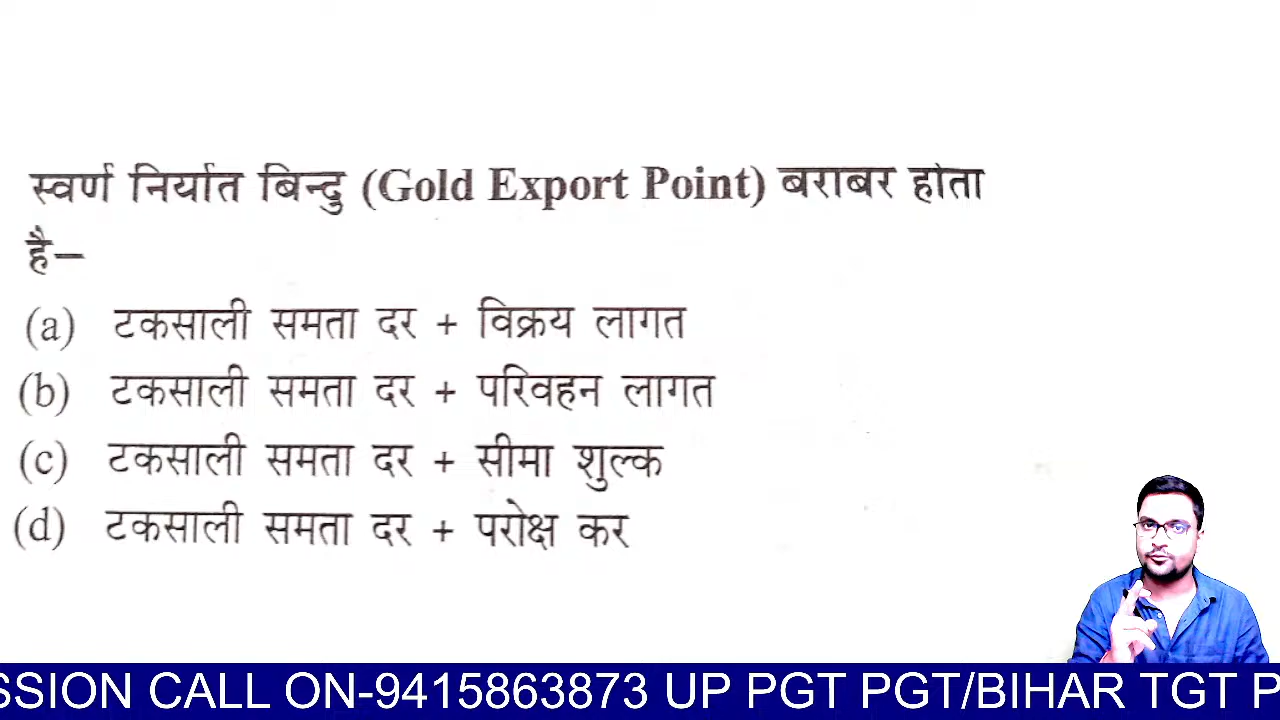 स्वर्ण निर्यात बिन्दु (Gold Export Point) बराबर होता
है–
(a) टकसाली समता दर + विक्रय लागत
(b) टकसाली समता दर + परिवहन लागत
(c) टकसाली समता दर + सीमा शुल्क
(d) टकसाली समता दर + परोक्ष कर
SSION CALL ON-9415863873 UP PGT PGT/BIHAR TGT P